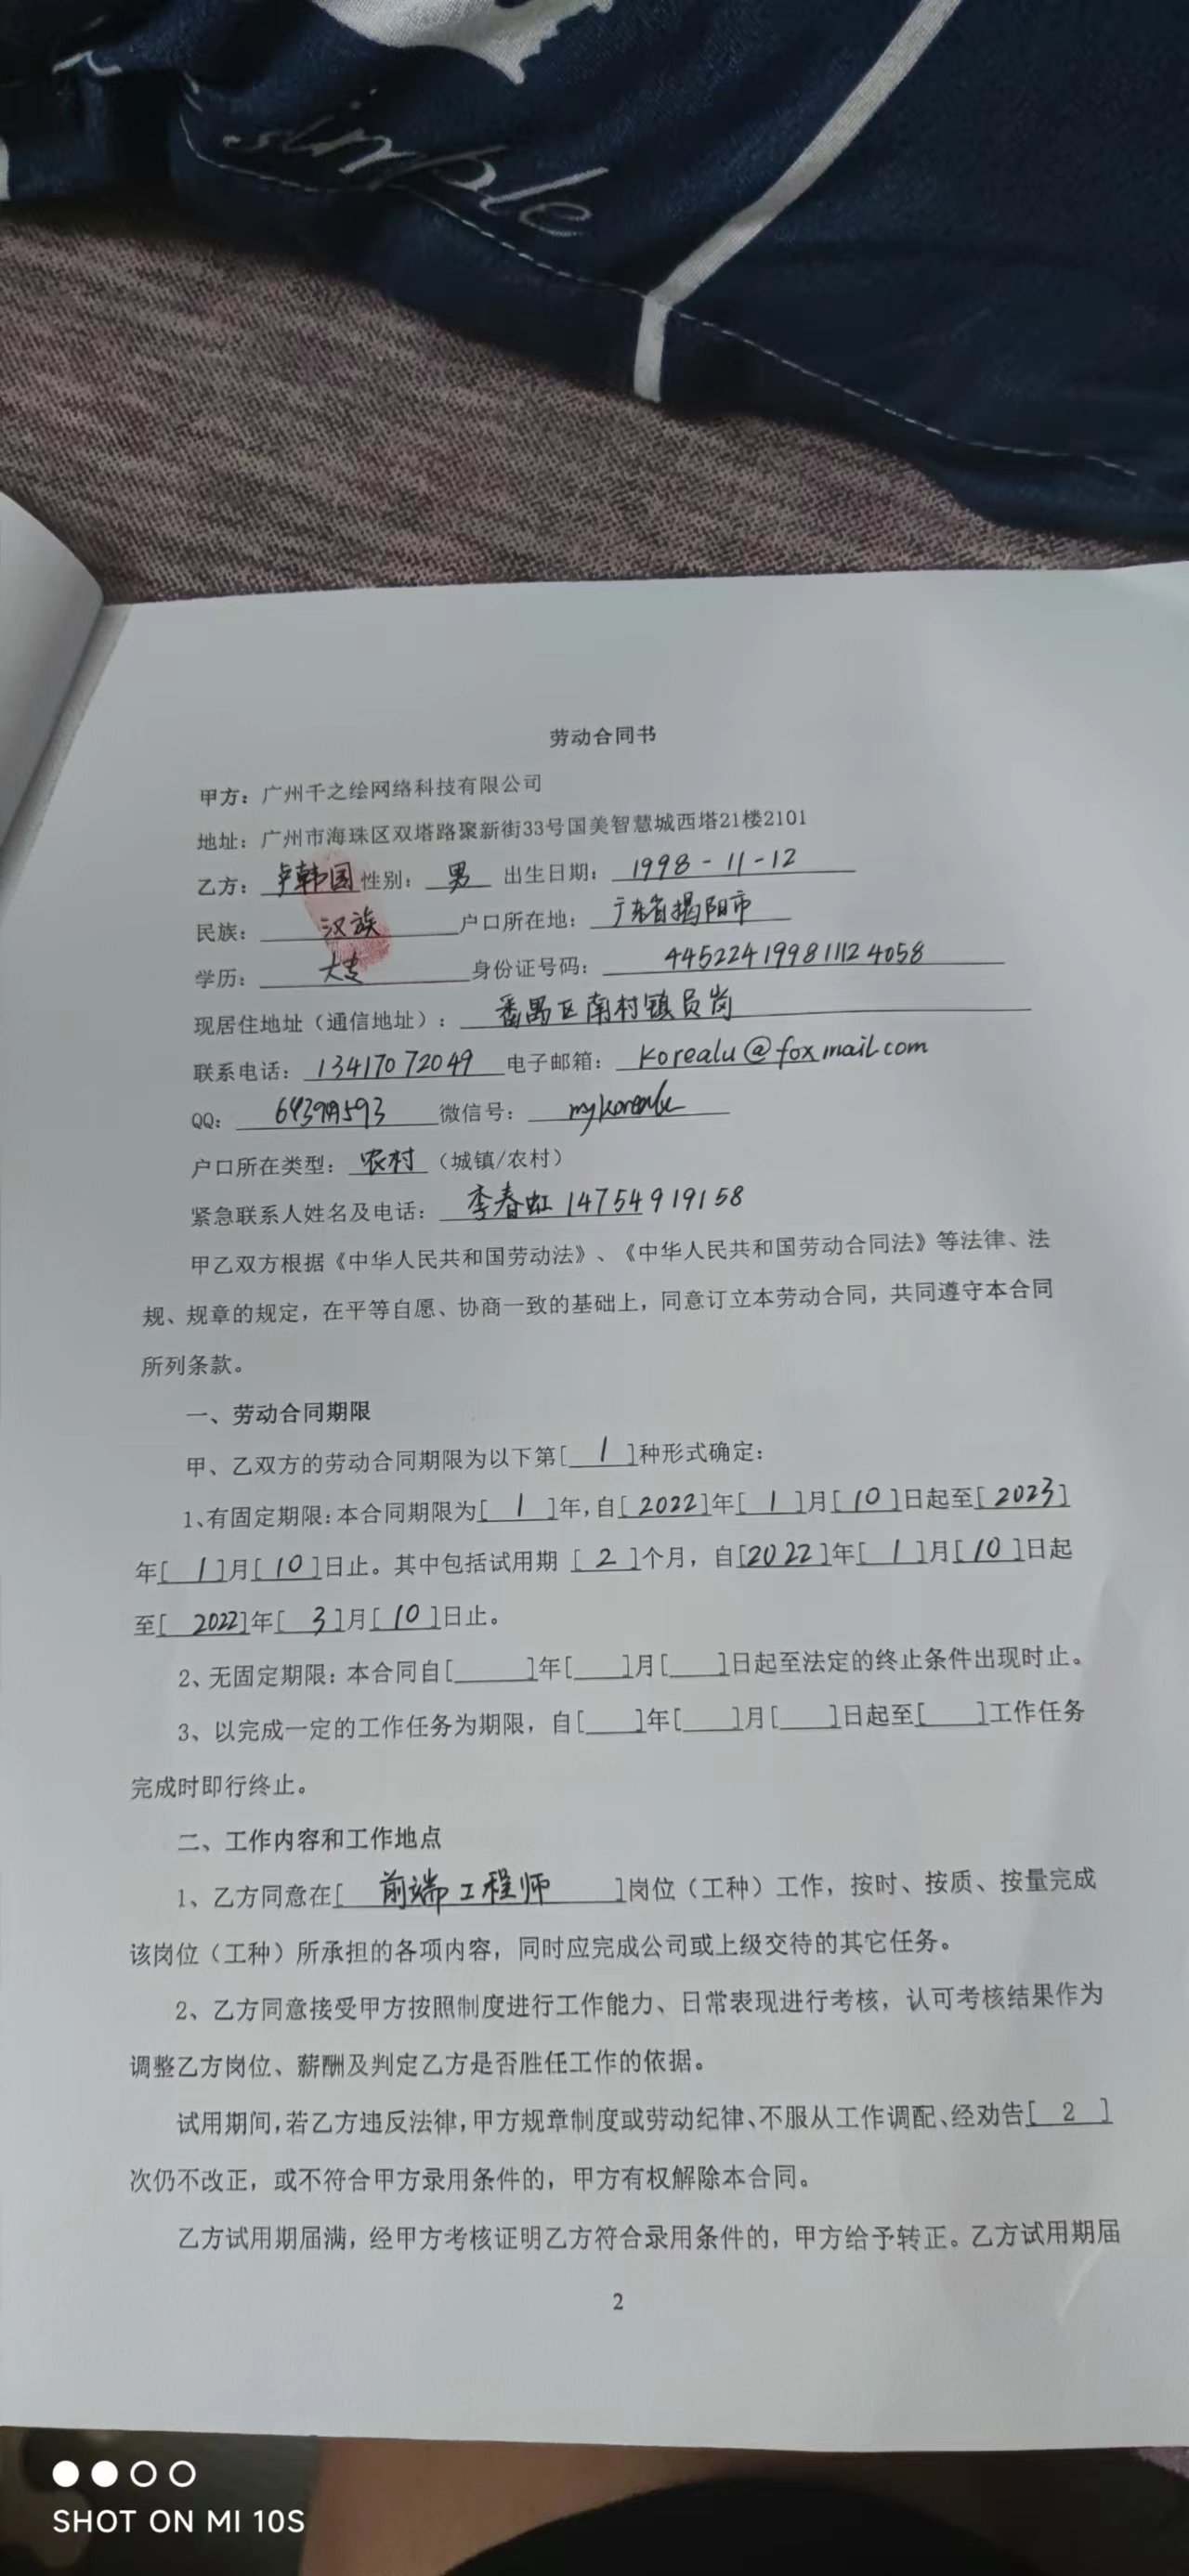 simple
劳动合同书
甲方：广州千之绘网络科技有限公司
地址：广州市海珠区双塔路聚新街33号国美智慧城西塔21楼2101
乙方：卢韩国 性别：男 出生日期：1998-11-12
民族：汉族 户口所在地：广东省揭阳市
学历：大专 身份证号码：445224199811124058
现居住地址（通信地址）：番禺区南村镇员岗
联系电话：13417072049 电子邮箱：korealu@foxmail.com
QQ： 微信号：mykorealu
户口所在类型：农村（城镇/农村）
紧急联系人姓名及电话：李春虹 14754919158
甲乙双方根据《中华人民共和国劳动法》、《中华人民共和国劳动合同法》等法律、法
规、规章的规定，在平等自愿、协商一致的基础上，同意订立本劳动合同，共同遵守本合同
所列条款。
一、劳动合同期限
甲、乙双方的劳动合同期限为以下第[ 1 ]种形式确定：
1、有固定期限：本合同期限为[ 1 ]年，自[ 2022 ]年[ 1 ]月[ 10 ]日起至[ 2023 ]
年[ 1 ]月[ 10 ]日止。其中包括试用期 [ 2 ]个月，自[2022]年[ 1 ]月[ 10 ]日起
至[ 2022]年[ 3 ]月[ 10 ]日止。
2、无固定期限：本合同自[____]年[___]月[___]日起至法定的终止条件出现时止。
3、以完成一定的工作任务为期限，自[___]年[___]月[___]日起至[___]工作任务
完成时即行终止。
二、工作内容和工作地点
1、乙方同意在[ 前端工程师 ]岗位（工种）工作，按时、按质、按量完成
该岗位（工种）所承担的各项内容，同时应完成公司或上级交待的其它任务。
2、乙方同意接受甲方按照制度进行工作能力、日常表现进行考核，认可考核结果作为
调整乙方岗位、薪酬及判定乙方是否胜任工作的依据。
试用期间，若乙方违反法律，甲方规章制度或劳动纪律、不服从工作调配、经劝告[ 2 ]
次仍不改正，或不符合甲方录用条件的，甲方有权解除本合同。
乙方试用期届满，经甲方考核证明乙方符合录用条件的，甲方给予转正。乙方试用期届
2
SHOT ON MI 10S